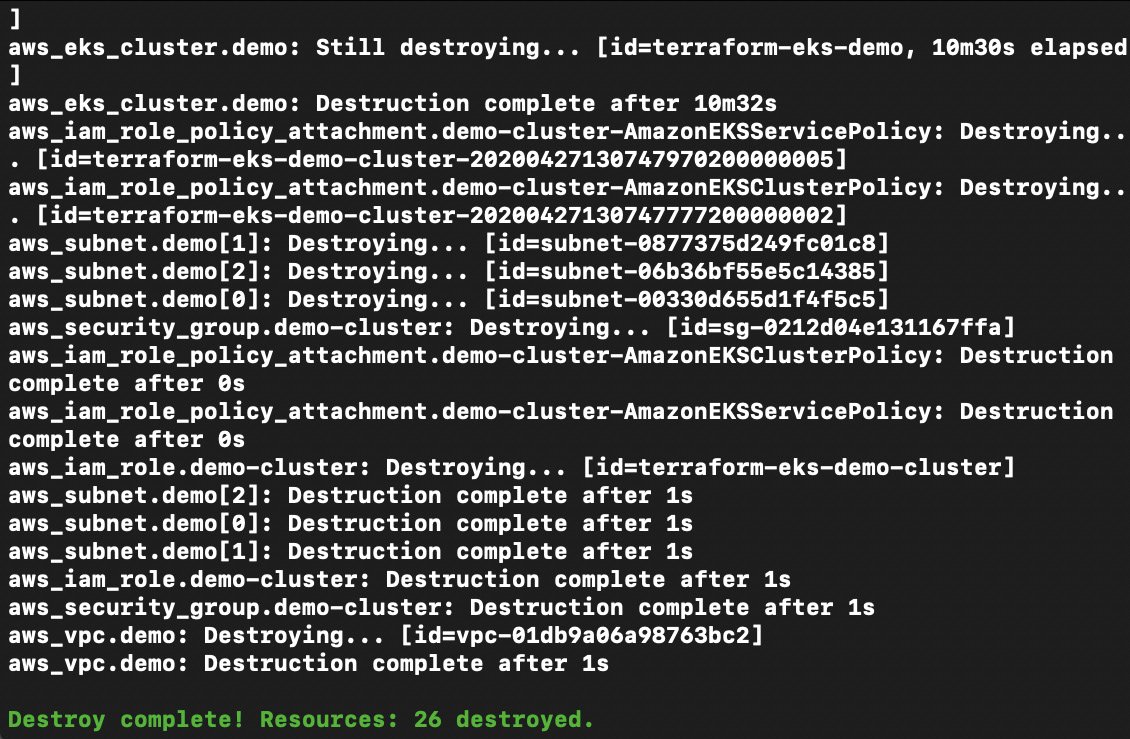 ]
aws_eks_cluster.demo: Still destroying... [id=terraform-eks-demo, 10m30s elapsed
]
aws_eks_cluster.demo: Destruction complete after 10m32s
aws_iam_role_policy_attachment.demo-cluster-AmazonEKSServicePolicy: Destroying..
. [id=terraform-eks-demo-cluster-20200427130747970200000005]
aws_iam_role_policy_attachment.demo-cluster-AmazonEKSClusterPolicy: Destroying..
. [id=terraform-eks-demo-cluster-20200427130747777200000002]
aws_subnet.demo[1]: Destroying... [id=subnet-0877375d249fc01c8]
aws_subnet.demo[2]: Destroying... [id=subnet-06b36bf55e5c14385]
aws_subnet.demo[0]: Destroying... [id=subnet-00330d655d1f4f5c5]
aws_security_group.demo-cluster: Destroying... [id=sg-0212d04e131167ffa]
aws_iam_role_policy_attachment.demo-cluster-AmazonEKSClusterPolicy: Destruction
complete after 0s
aws_iam_role_policy_attachment.demo-cluster-AmazonEKSServicePolicy: Destruction
complete after 0s
aws_iam_role.demo-cluster: Destroying... [id=terraform-eks-demo-cluster]
aws_subnet.demo[2]: Destruction complete after 1s
aws_subnet.demo[0]: Destruction complete after 1s
aws_subnet.demo[1]: Destruction complete after 1s
aws_iam_role.demo-cluster: Destruction complete after 1s
aws_security_group.demo-cluster: Destruction complete after 1s
aws_vpc.demo: Destroying... [id=vpc-01db9a06a98763bc2]
aws_vpc.demo: Destruction complete after 1s
Destroy complete! Resources: 26 destroyed.